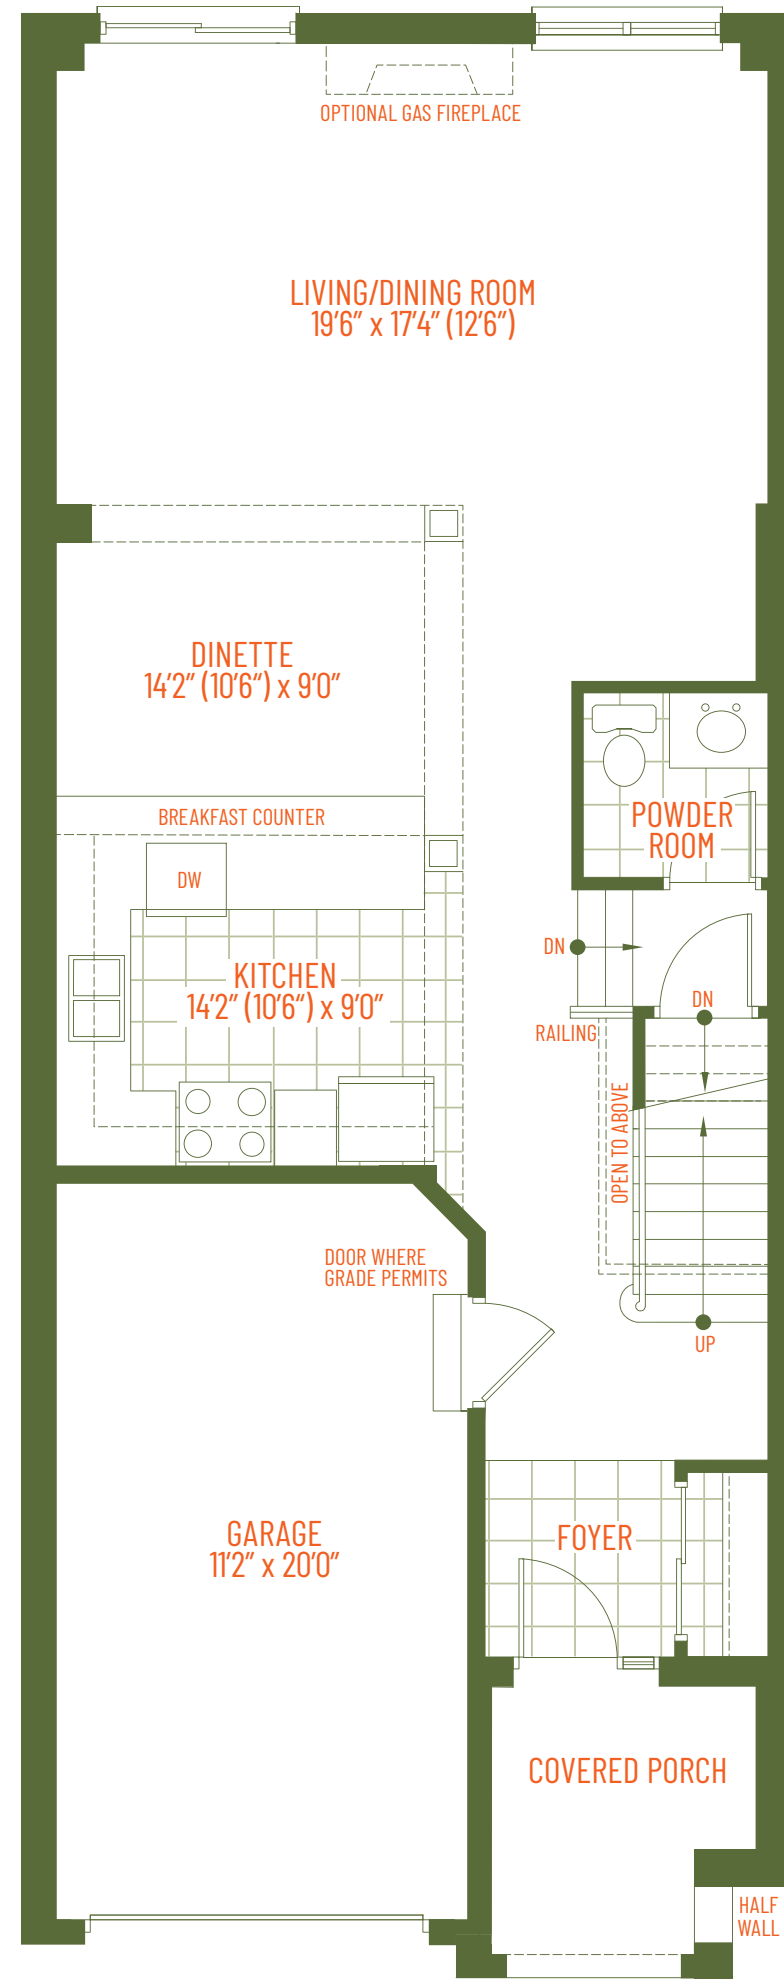 OPTIONAL GAS FIREPLACE
LIVING/DINING ROOM
19'6" x 17'4" (12'6")
DINETTE
14'2" (10'6") x 9'0"
BREAKFAST COUNTER
POWDER
ROOM
DW
DN
KITCHEN
14'2" (10'6") x 9'0"
DN
RAILING
OPEN TO ABOVE
DOOR WHERE
GRADE PERMITS
UP
GARAGE
11'2" x 20'0"
FOYER
COVERED PORCH
HALF
WALL